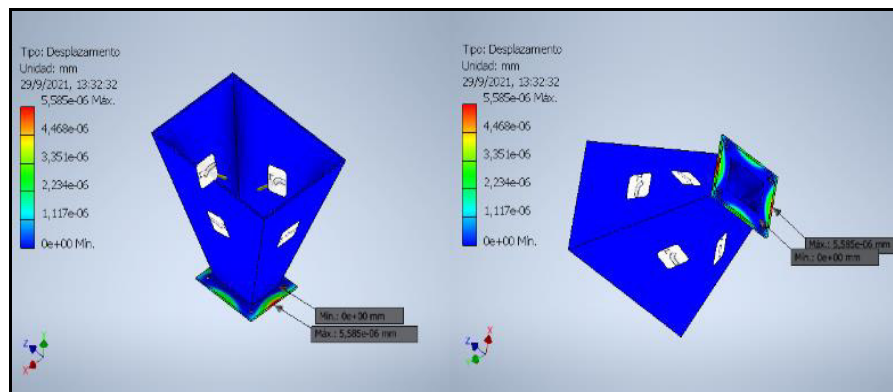 Tipo: Desplazamiento
Unidad: mm
29/9/2021, 13:32:32
5,585e-06 Máx.
4,468e-06
3,351e-06
2,234e-06
1,117e-06
0e+00 Mín.
Mín.: 0e+00 mm
Máx.: 5,585e-06 mm
Z
Y
X
Tipo: Desplazamiento
Unidad: mm
29/9/2021, 13:32:32
5,585e-06 Máx.
4,468e-06
3,351e-06
2,234e-06
1,117e-06
0e+00 Mín.
Máx.: 5,585e-06 mm
Mín.: 0e+00 mm
Z
X
Y